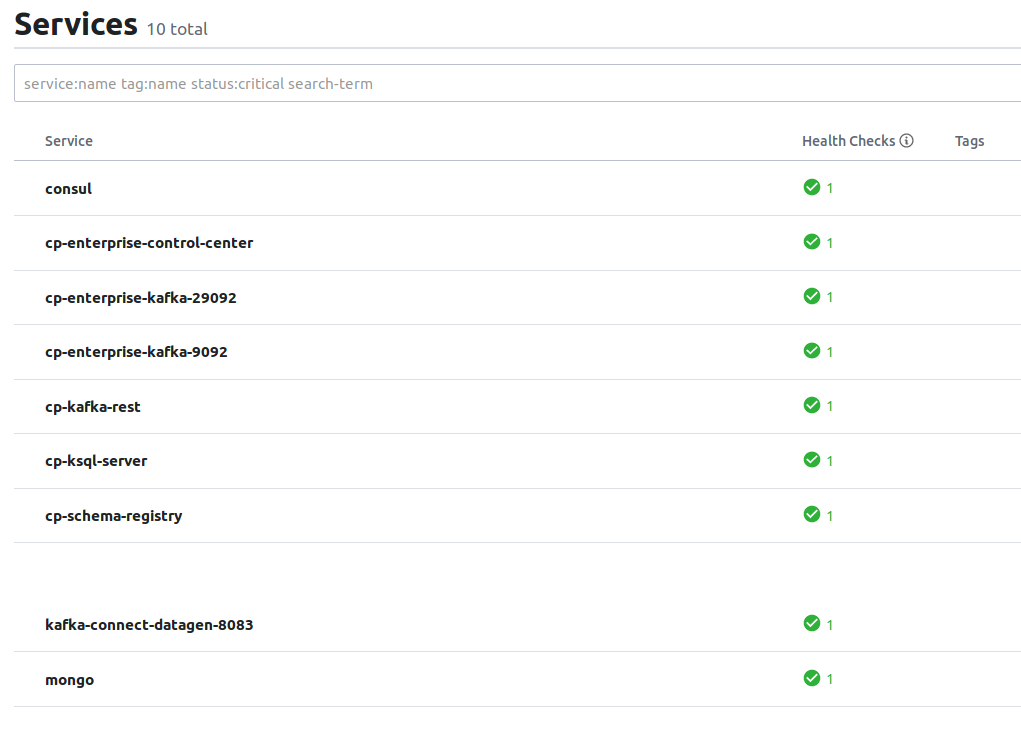 Services 10 total
service:name tag:name status:critical search-term
Service Health Checks Tags
consul 1
cp-enterprise-control-center 1
cp-enterprise-kafka-29092 1
cp-enterprise-kafka-9092 1
cp-kafka-rest 1
cp-ksql-server 1
cp-schema-registry 1
kafka-connect-datagen-8083 1
mongo 1